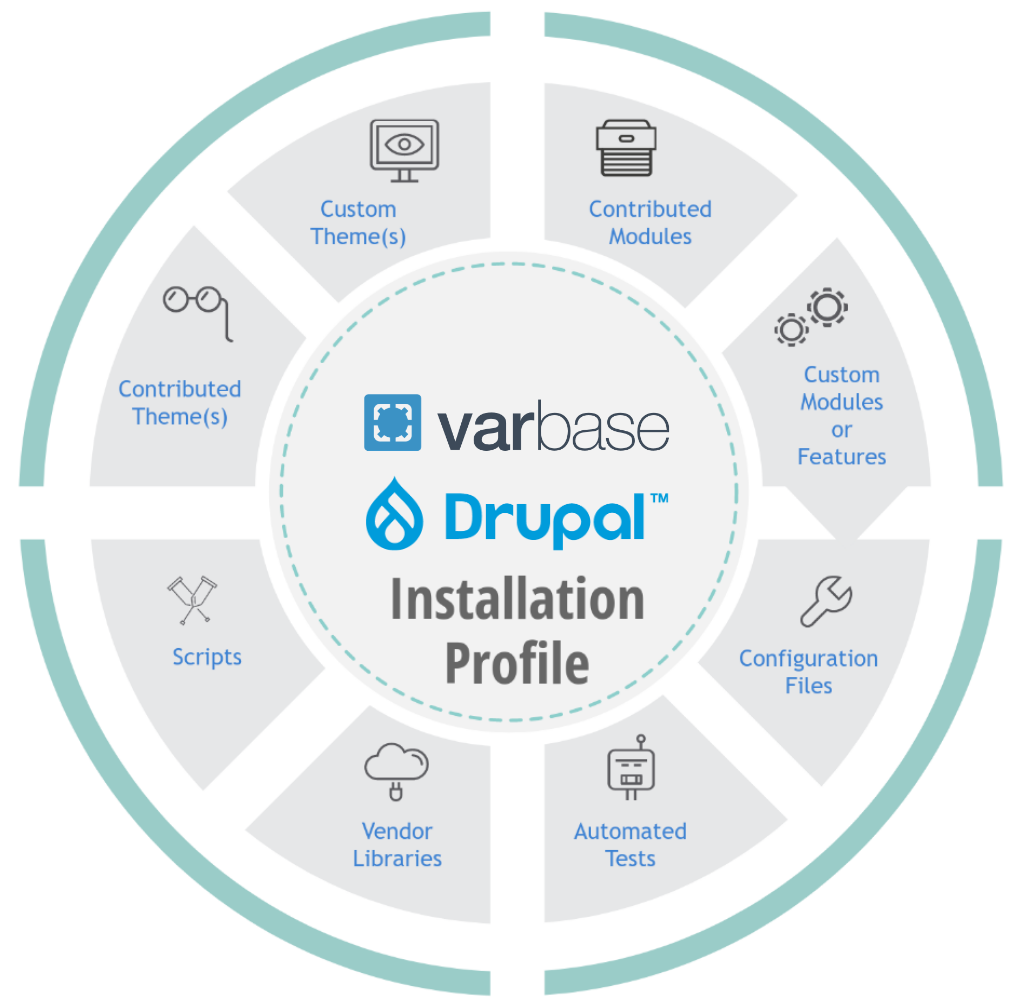 Custom
Theme(s)
Contributed
Modules
Custom
Modules
or
Features
Configuration
Files
Automated
Tests
Vendor
Libraries
Scripts
Contributed
Theme(s)
varbase
Drupal™
Installation
Profile